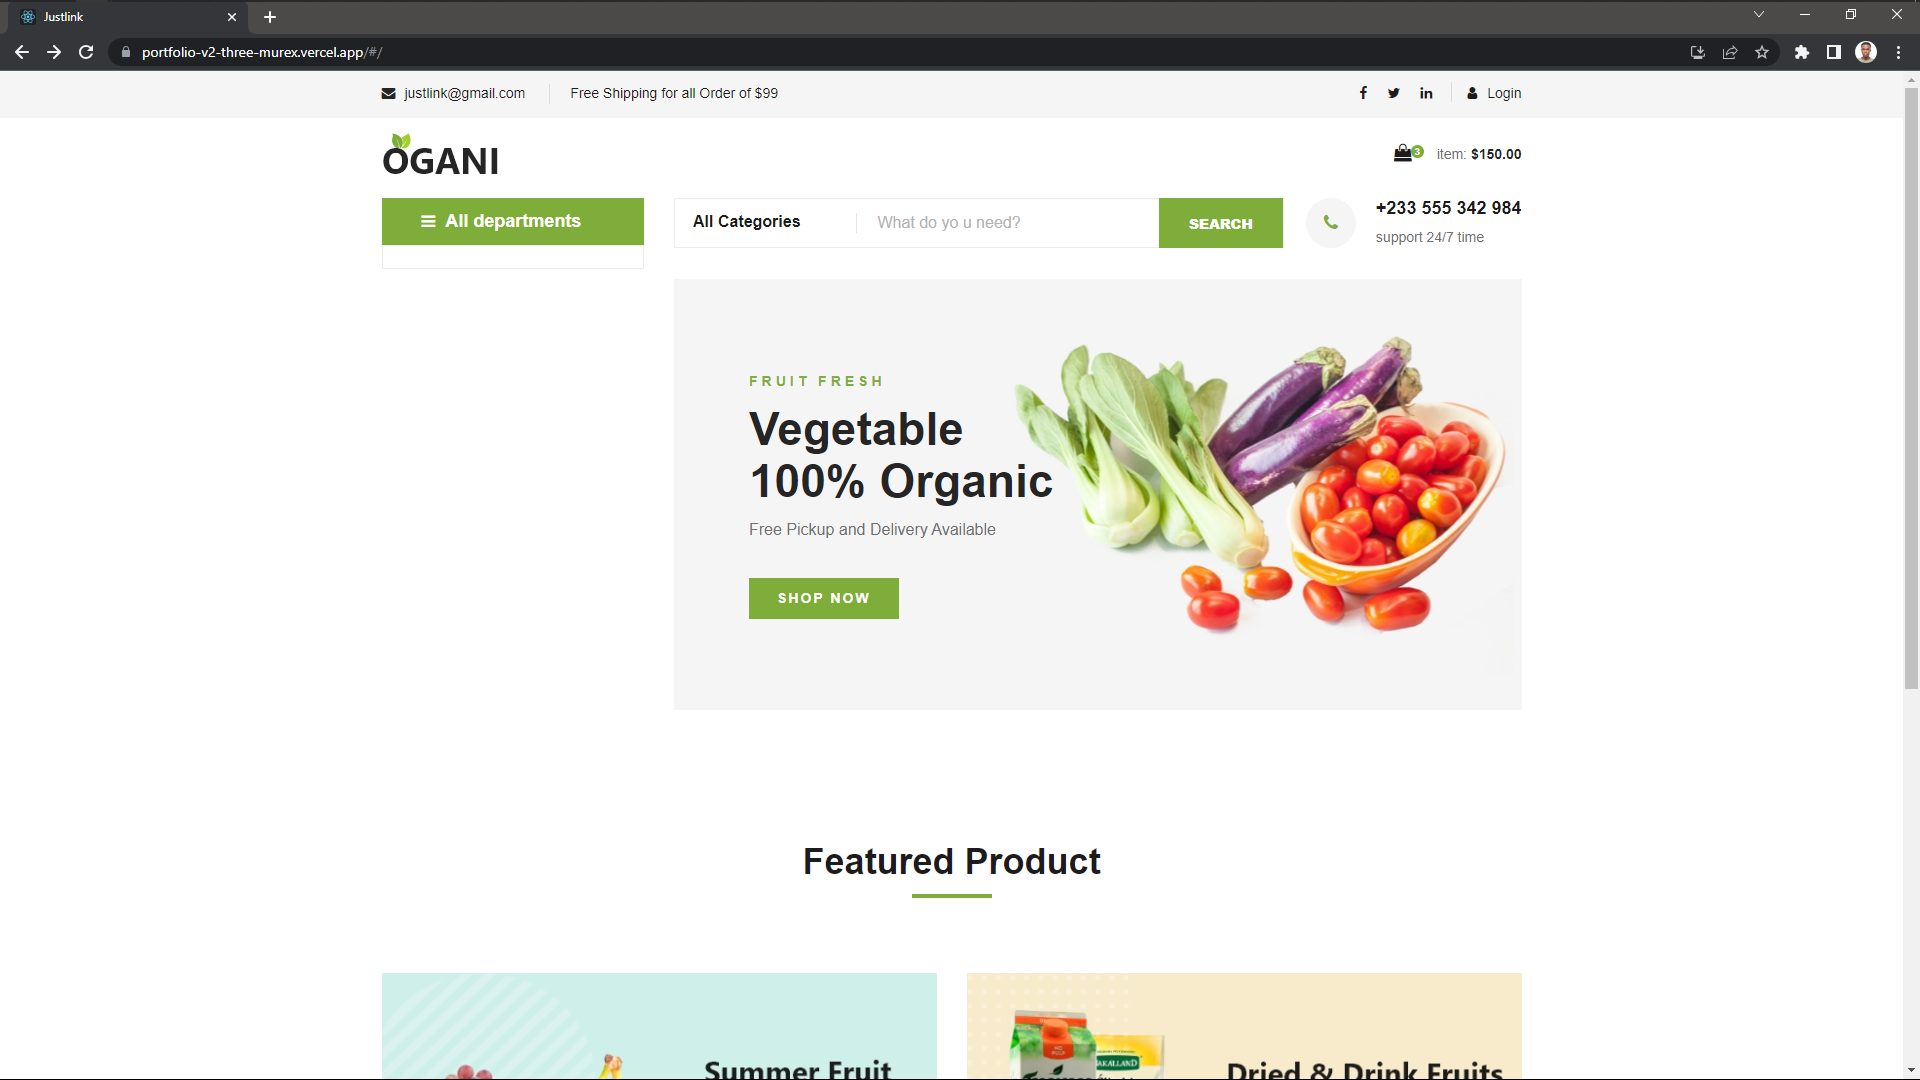 Justlink
portfolio-v2-three-murex.vercel.app/#/
justlink@gmail.com
Free Shipping for all Order of $99
Login
OGANI
3
item: $150.00
All departments
All Categories
What do yo u need?
SEARCH
+233 555 342 984
support 24/7 time
FRUIT FRESH
Vegetable
100% Organic
Free Pickup and Delivery Available
SHOP NOW
Featured Product
Summer Fruit
Dried & Drink Fruits